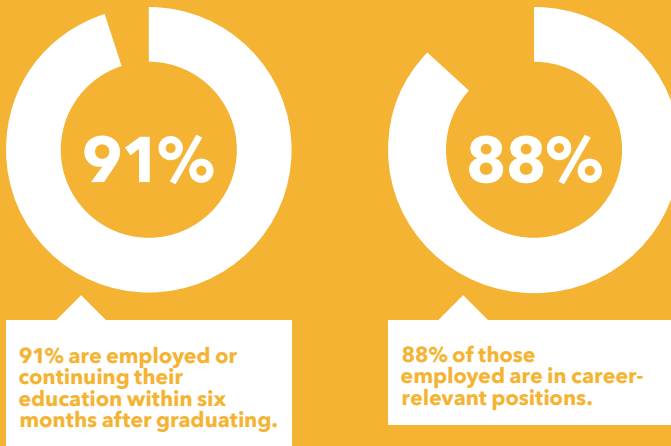 91%
91% are employed or
continuing their
education within six
months after graduating.
88%
88% of those
employed are in career-
relevant positions.